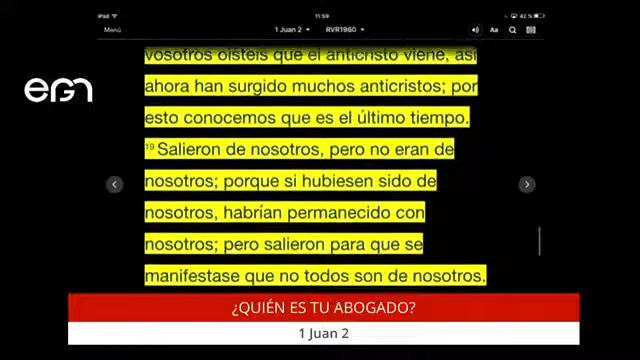 iPad
11:59
42 %
Menú
1 Juan 2
RVR1960
Aa
vosotros oísteis que el anticristo viene, así
ahora han surgido muchos anticristos; por
esto conocemos que es el último tiempo.
19 Salieron de nosotros, pero no eran de
nosotros; porque si hubiesen sido de
nosotros, habrían permanecido con
nosotros; pero salieron para que se
manifestase que no todos son de nosotros.
¿QUIÉN ES TU ABOGADO?
1 Juan 2